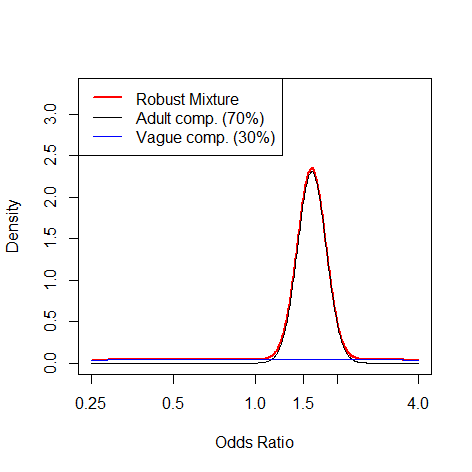 Robust Mixture
Adult comp. (70%)
Vague comp. (30%)
Density
3.0
2.5
2.0
1.5
1.0
0.5
0.0
0.25 0.5 1.0 1.5 4.0
Odds Ratio